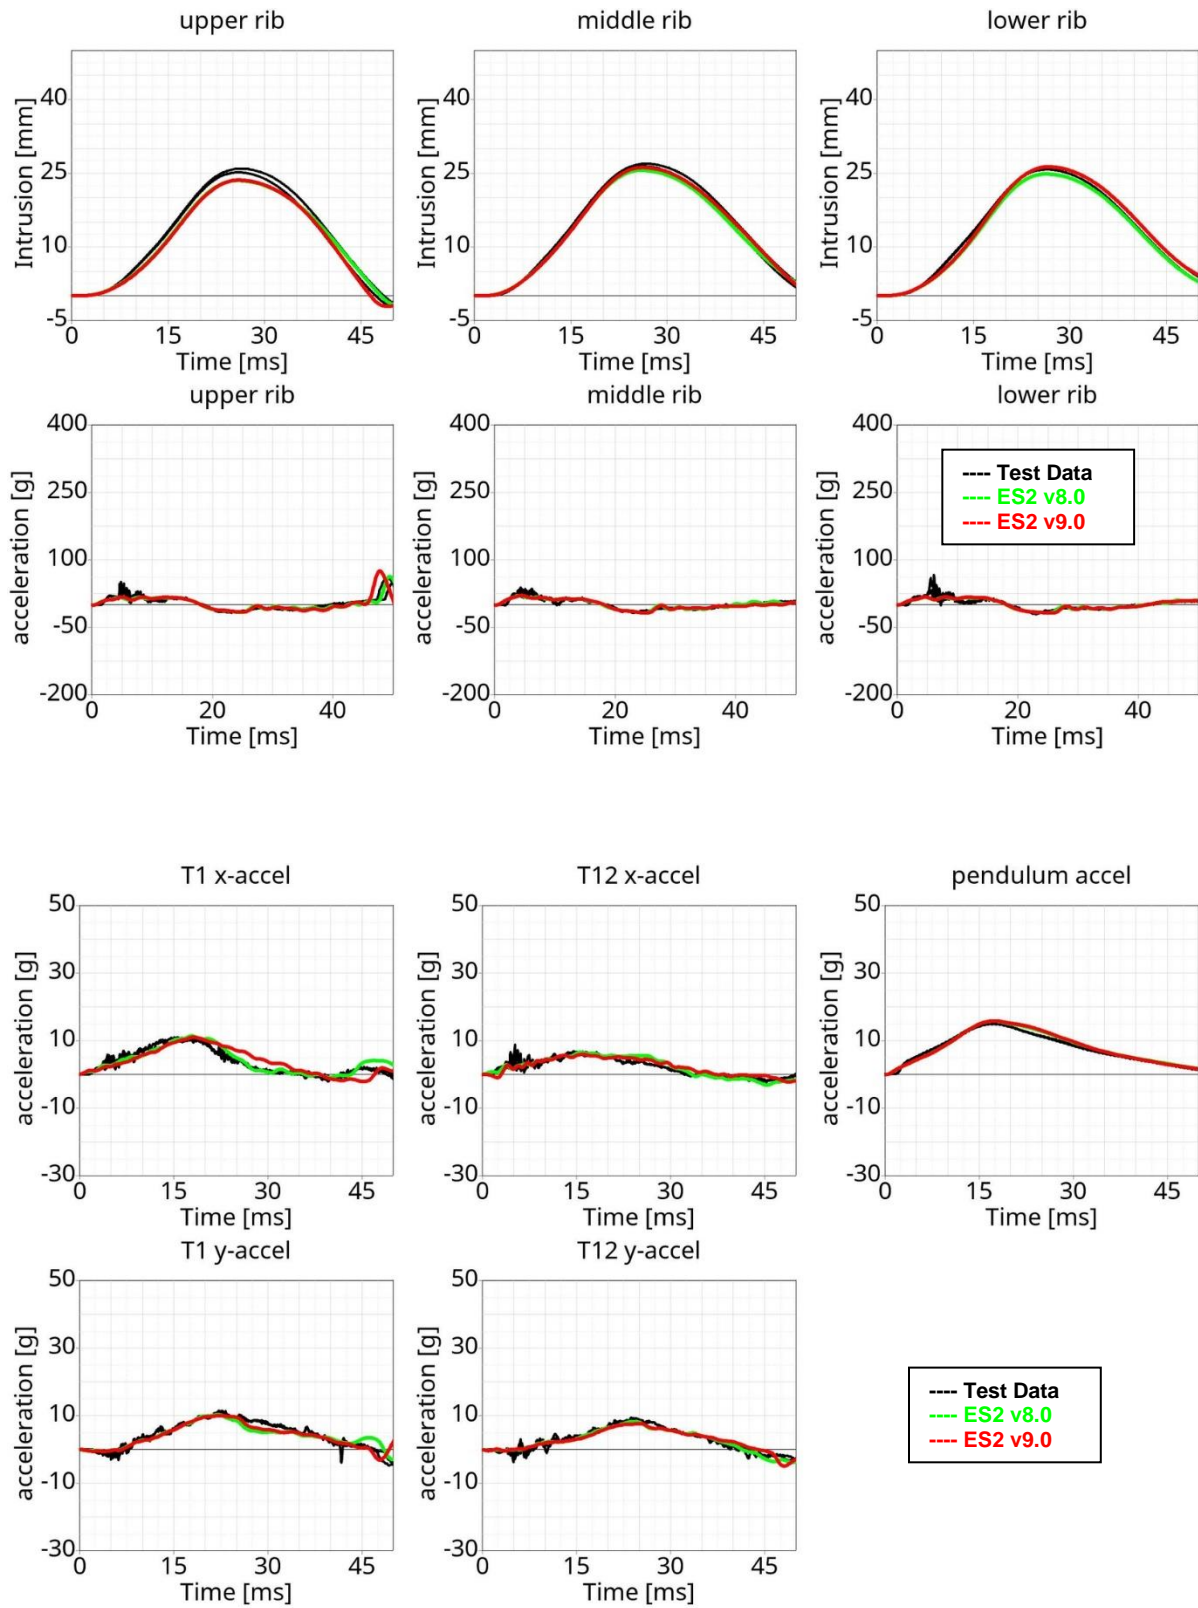 upper rib
middle rib
lower rib
Intrusion [mm]
40
25
10
-5
0
15
30
45
Time [ms]
Intrusion [mm]
40
25
10
-5
0
15
30
45
Time [ms]
Intrusion [mm]
40
25
10
-5
0
15
30
45
Time [ms]
upper rib
middle rib
lower rib
acceleration [g]
400
250
100
-50
-200
0
20
40
Time [ms]
acceleration [g]
400
250
100
-50
-200
0
20
40
Time [ms]
acceleration [g]
400
250
100
-50
-200
0
20
40
Time [ms]
---- Test Data
---- ES2 v8.0
---- ES2 v9.0
T1 x-accel
T12 x-accel
pendulum accel
acceleration [g]
50
30
10
-10
-30
0
15
30
45
Time [ms]
acceleration [g]
50
30
10
-10
-30
0
15
30
45
Time [ms]
acceleration [g]
50
30
10
-10
-30
0
15
30
45
Time [ms]
T1 y-accel
T12 y-accel
acceleration [g]
50
30
10
-10
-30
0
15
30
45
Time [ms]
acceleration [g]
50
30
10
-10
-30
0
15
30
45
Time [ms]
---- Test Data
---- ES2 v8.0
---- ES2 v9.0